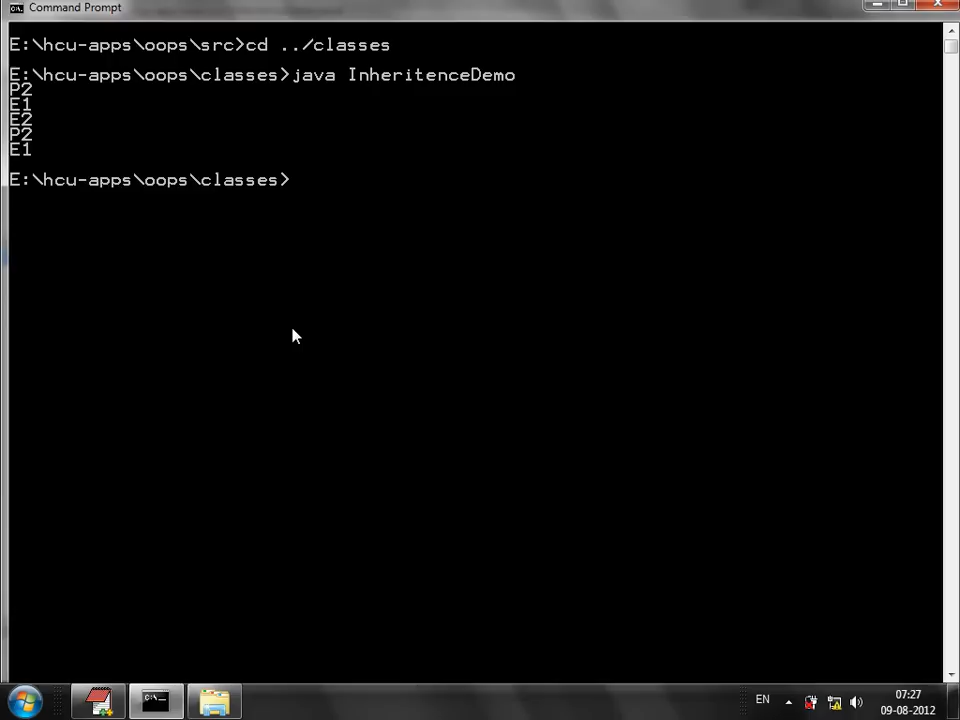 Command Prompt
E:\hcu-apps\oops\src>cd ../classes
E:\hcu-apps\oops\classes>java InheritenceDemo
P2
E1
E2
P2
E1
E:\hcu-apps\oops\classes>
EN
07:27
09-08-2012